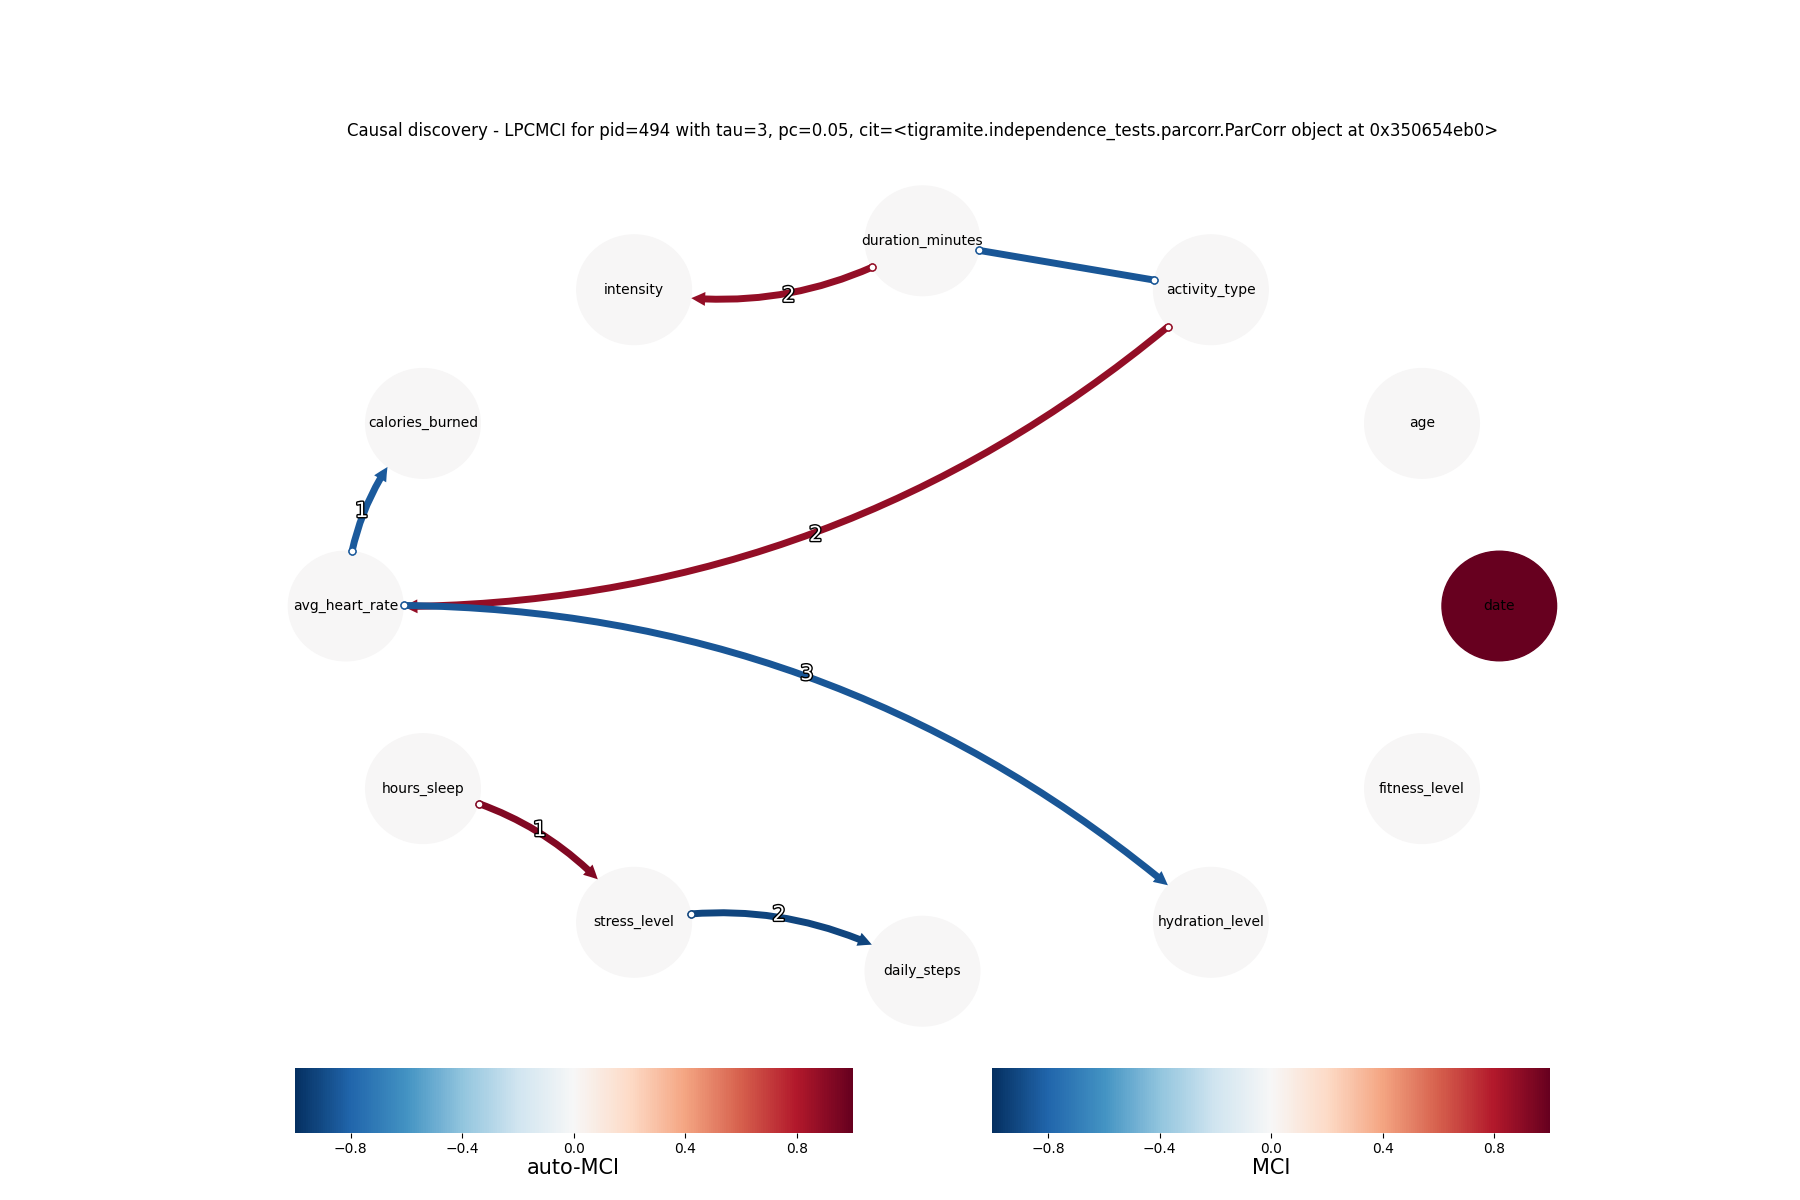 Causal discovery - LPCMCI for pid=494 with tau=3, pc=0.05, cit=<tigramite.independence_tests.parcorr.ParCorr object at 0x350654eb0>
duration_minutes
intensity
activity_type
2
calories_burned
age
1
2
avg_heart_rate
date
3
hours_sleep
fitness_level
1
2
stress_level
hydration_level
daily_steps
−0.8 −0.4 0.0 0.4 0.8
auto-MCI
−0.8 −0.4 0.0 0.4 0.8
MCI